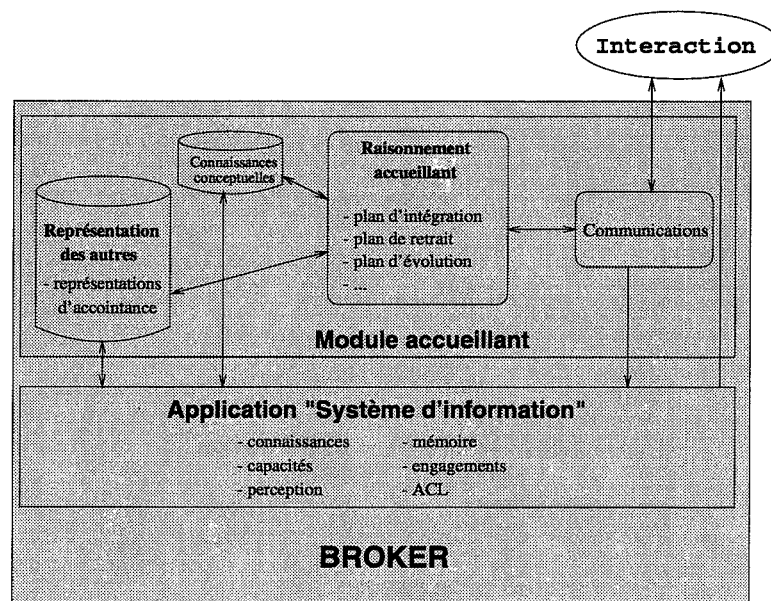 Interaction
Connaissances
conceptuelles
Raisonnement
accueillant
- plan d'intégration
- plan de retrait
- plan d'évolution
- ...
Représentation
des autres
- représentations
d'accointance
Communications
Module accueillant
Application "Système d'information"
- connaissances
- capacités
- perception
- mémoire
- engagements
- ACL
BROKER